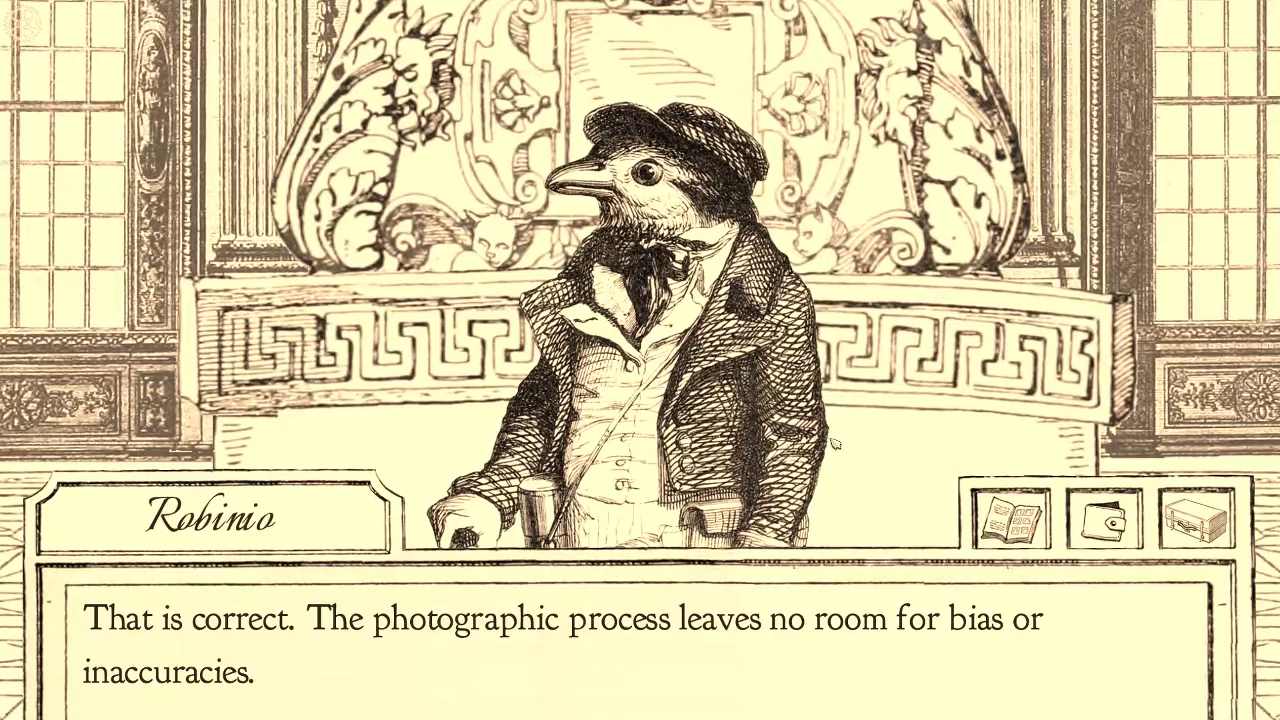 Robinio
That is correct. The photographic process leaves no room for bias or
inaccuracies.